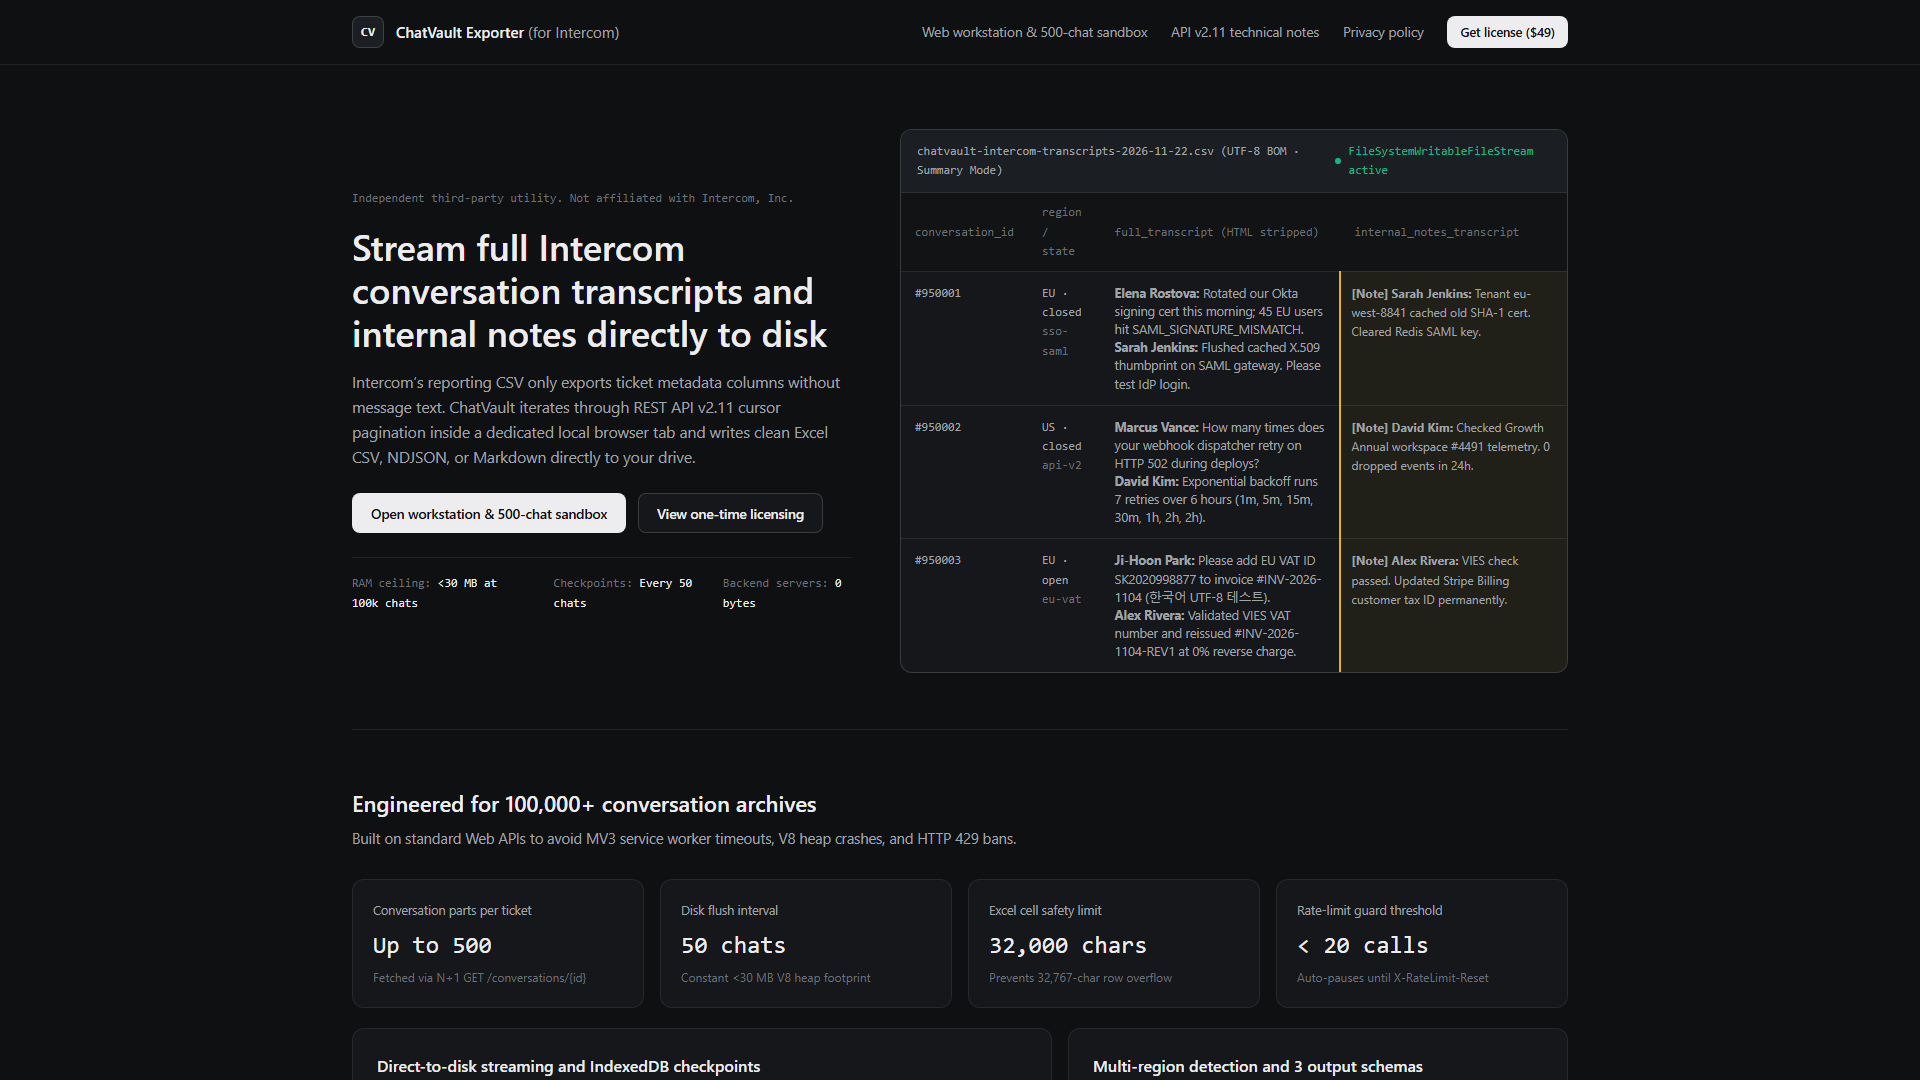 CV
ChatVault Exporter (for Intercom)
Web workstation & 500-chat sandbox
API v2.11 technical notes
Privacy policy
Get license ($49)
Independent third-party utility. Not affiliated with Intercom, Inc.
Stream full Intercom
conversation transcripts and
internal notes directly to disk
Intercom's reporting CSV only exports ticket metadata columns without
message text. ChatVault iterates through REST API v2.11 cursor
pagination inside a dedicated local browser tab and writes clean Excel
CSV, NDJSON, or Markdown directly to your drive.
Open workstation & 500-chat sandbox
View one-time licensing
RAM ceiling: <30 MB at
100k chats
Checkpoints: Every 50
chats
Backend servers: 0
bytes
chatvault-intercom-transcripts-2026-11-22.csv (UTF-8 BOM ·
Summary Mode)
FileSystemWritableFileStream
active
conversation_id
region
/
state
full_transcript (HTML stripped)
internal_notes_transcript
#950001
EU ·
closed
sso-
saml
Elena Rostova: Rotated our Okta
signing cert this morning; 45 EU users
hit SAML_SIGNATURE_MISMATCH.
Sarah Jenkins: Flushed cached X.509
thumbprint on SAML gateway. Please
test IdP login.
[Note] Sarah Jenkins: Tenant eu-
west-8841 cached old SHA-1 cert.
Cleared Redis SAML key.
#950002
US ·
closed
api-v2
Marcus Vance: How many times does
your webhook dispatcher retry on
HTTP 502 during deploys?
David Kim: Exponential backoff runs
7 retries over 6 hours (1m, 5m, 15m,
30m, 1h, 2h, 2h).
[Note] David Kim: Checked Growth
Annual workspace #4491 telemetry. 0
dropped events in 24h.
#950003
EU ·
open
eu-vat
Ji-Hoon Park: Please add EU VAT ID
SK2020998877 to invoice #INV-2026-
1104 (한국어 UTF-8 테스트).
Alex Rivera: Validated VIES VAT
number and reissued #INV-2026-
1104-REV1 at 0% reverse charge.
[Note] Alex Rivera: VIES check
passed. Updated Stripe Billing
customer tax ID permanently.
Engineered for 100,000+ conversation archives
Built on standard Web APIs to avoid MV3 service worker timeouts, V8 heap crashes, and HTTP 429 bans.
Conversation parts per ticket
Up to 500
Fetched via N+1 GET /conversations/{id}
Disk flush interval
50 chats
Constant <30 MB V8 heap footprint
Excel cell safety limit
32,000 chars
Prevents 32,767-char row overflow
Rate-limit guard threshold
< 20 calls
Auto-pauses until X-RateLimit-Reset
Direct-to-disk streaming and IndexedDB checkpoints
Multi-region detection and 3 output schemas